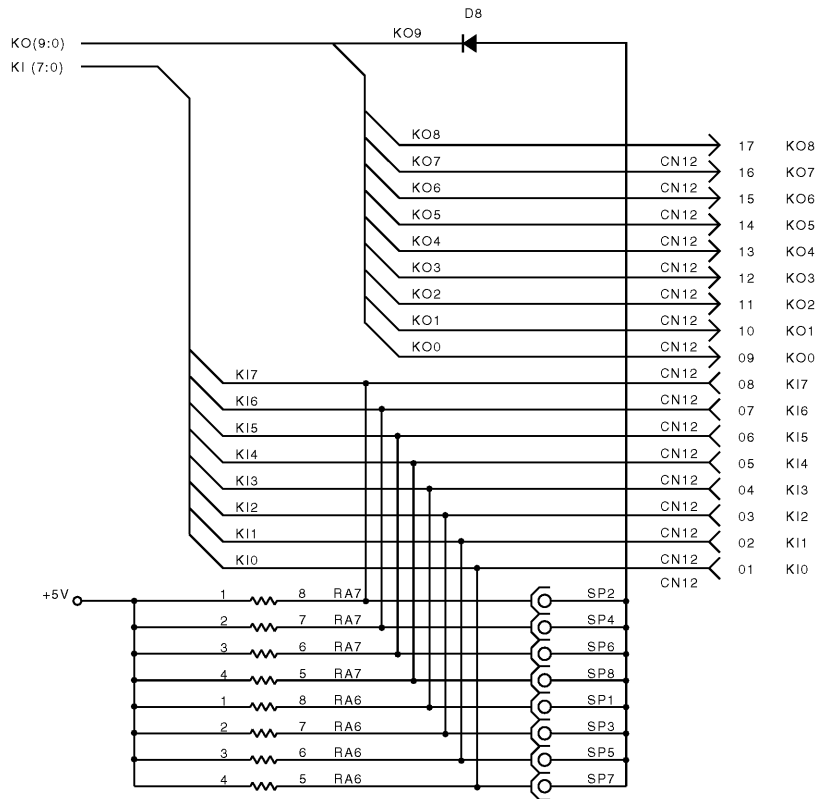 D8
KO(9:0) KO9
KI (7:0)
KO8 17 KO8
KO7 CN12 16 KO7
KO6 CN12 15 KO6
KO5 CN12 14 KO5
KO4 CN12 13 KO4
KO3 CN12 12 KO3
KO2 CN12 11 KO2
KO1 CN12 10 KO1
KO0 CN12 09 KO0
KI7 CN12 08 KI7
KI6 CN12 07 KI6
KI5 CN12 06 KI5
KI4 CN12 05 KI4
KI3 CN12 04 KI3
KI2 CN12 03 KI2
KI1 CN12 02 KI1
KI0 CN12 01 KI0
CN12
+5V 1 8 RA7 SP2
2 7 RA7 SP4
3 6 RA7 SP6
4 5 RA7 SP8
1 8 RA6 SP1
2 7 RA6 SP3
3 6 RA6 SP5
4 5 RA6 SP7